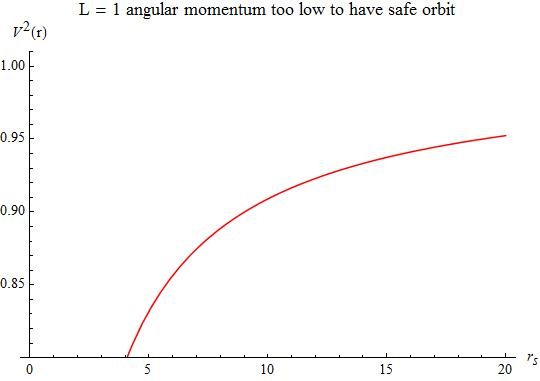 L = 1 angular momentum too low to have safe orbit
V²(r)
1.00
0.95
0.90
0.85
0 5 10 15 20 rₛ